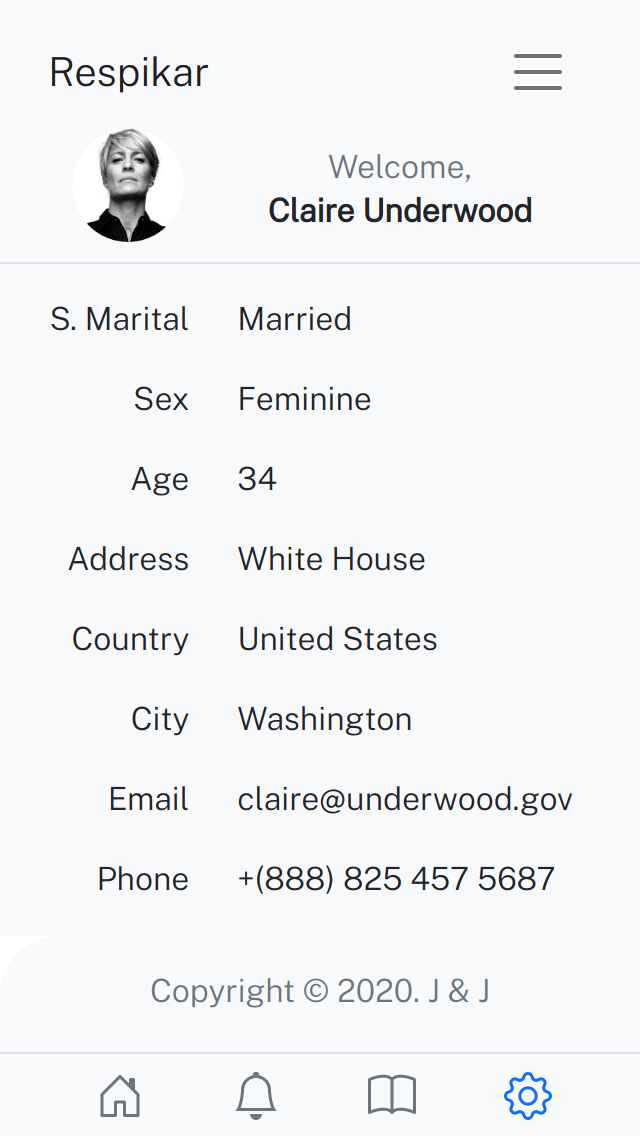 Respikar
Welcome,
Claire Underwood
S. Marital Married
Sex Feminine
Age 34
Address White House
Country United States
City Washington
Email claire@underwood.gov
Phone +(888) 825 457 5687
Copyright © 2020. J & J